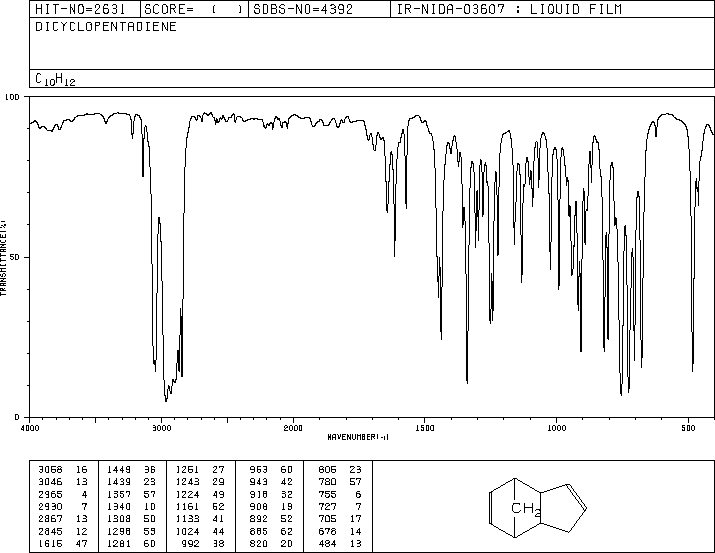 HIT-NO=2631 SCORE= ( ) SDBS-NO=4392 IR-NIDA-03607 : LIQUID FILM
DICYCLOPENTADIENE
C10H12
100
50
0
TRANSMITTANCE(%)
4000 3000 2000 1500 1000 500
WAVENUMBER(-1)
3058 16 1449 36 1251 27 963 60 806 23
3046 13 1439 23 1243 29 943 42 780 57
2965 4 1357 57 1224 49 918 32 755 6
2930 7 1340 10 1161 52 908 19 727 7
2867 13 1308 50 1133 41 892 52 705 17
2845 12 1298 59 1024 44 885 62 678 14
1615 47 1281 60 992 38 820 20 484 13
CH2